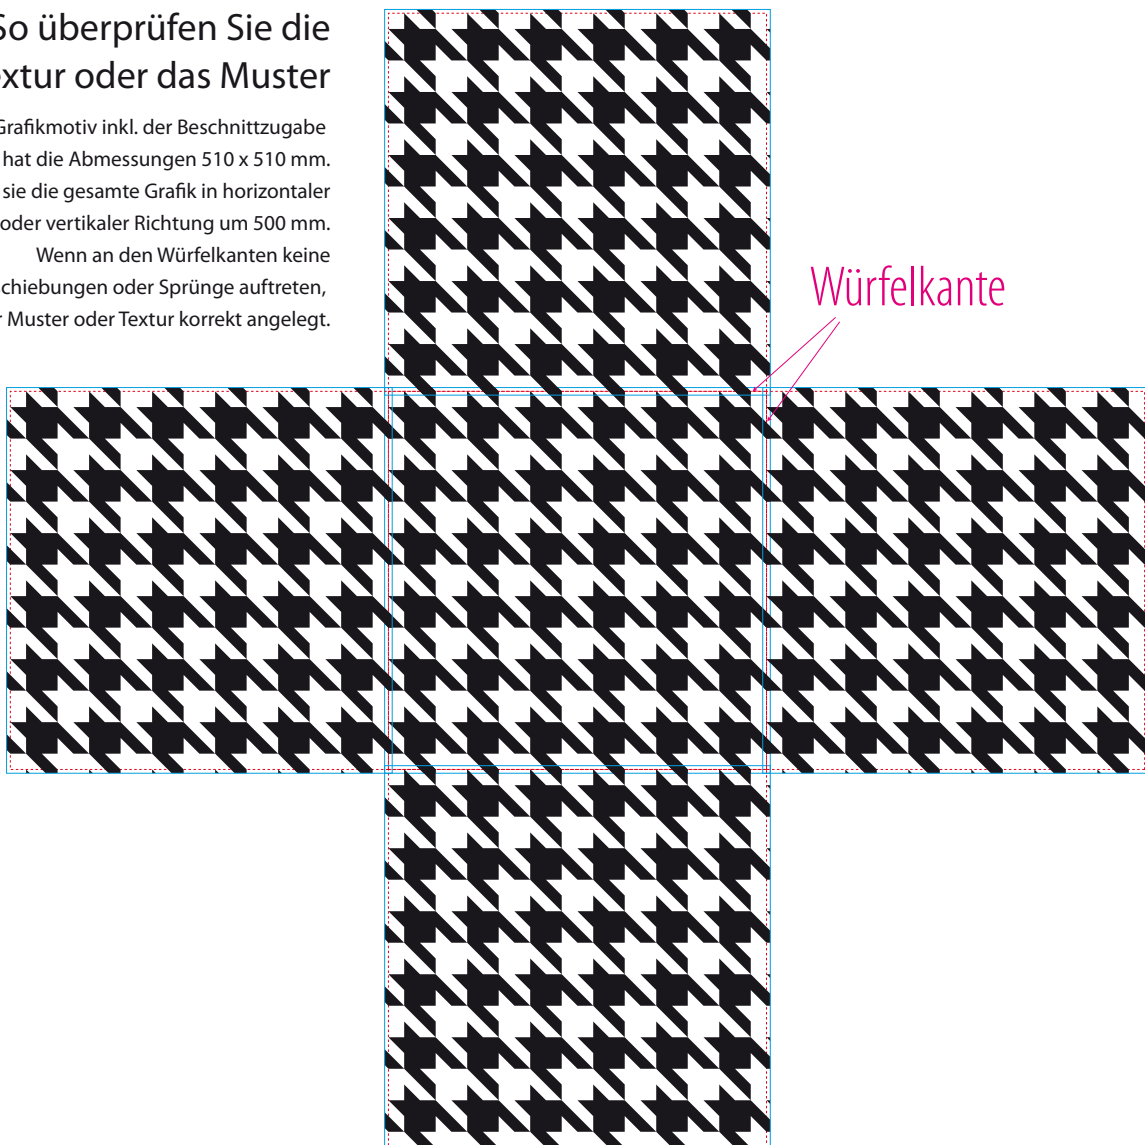 So überprüfen Sie die
extur oder das Muster
Grafikmotiv inkl. der Beschnittzugabe
hat die Abmessungen 510 x 510 mm.
sie die gesamte Grafik in horizontaler
oder vertikaler Richtung um 500 mm.
Wenn an den Würfelkanten keine
schiebungen oder Sprünge auftreten,
r Muster oder Textur korrekt angelegt.
Würfelkante